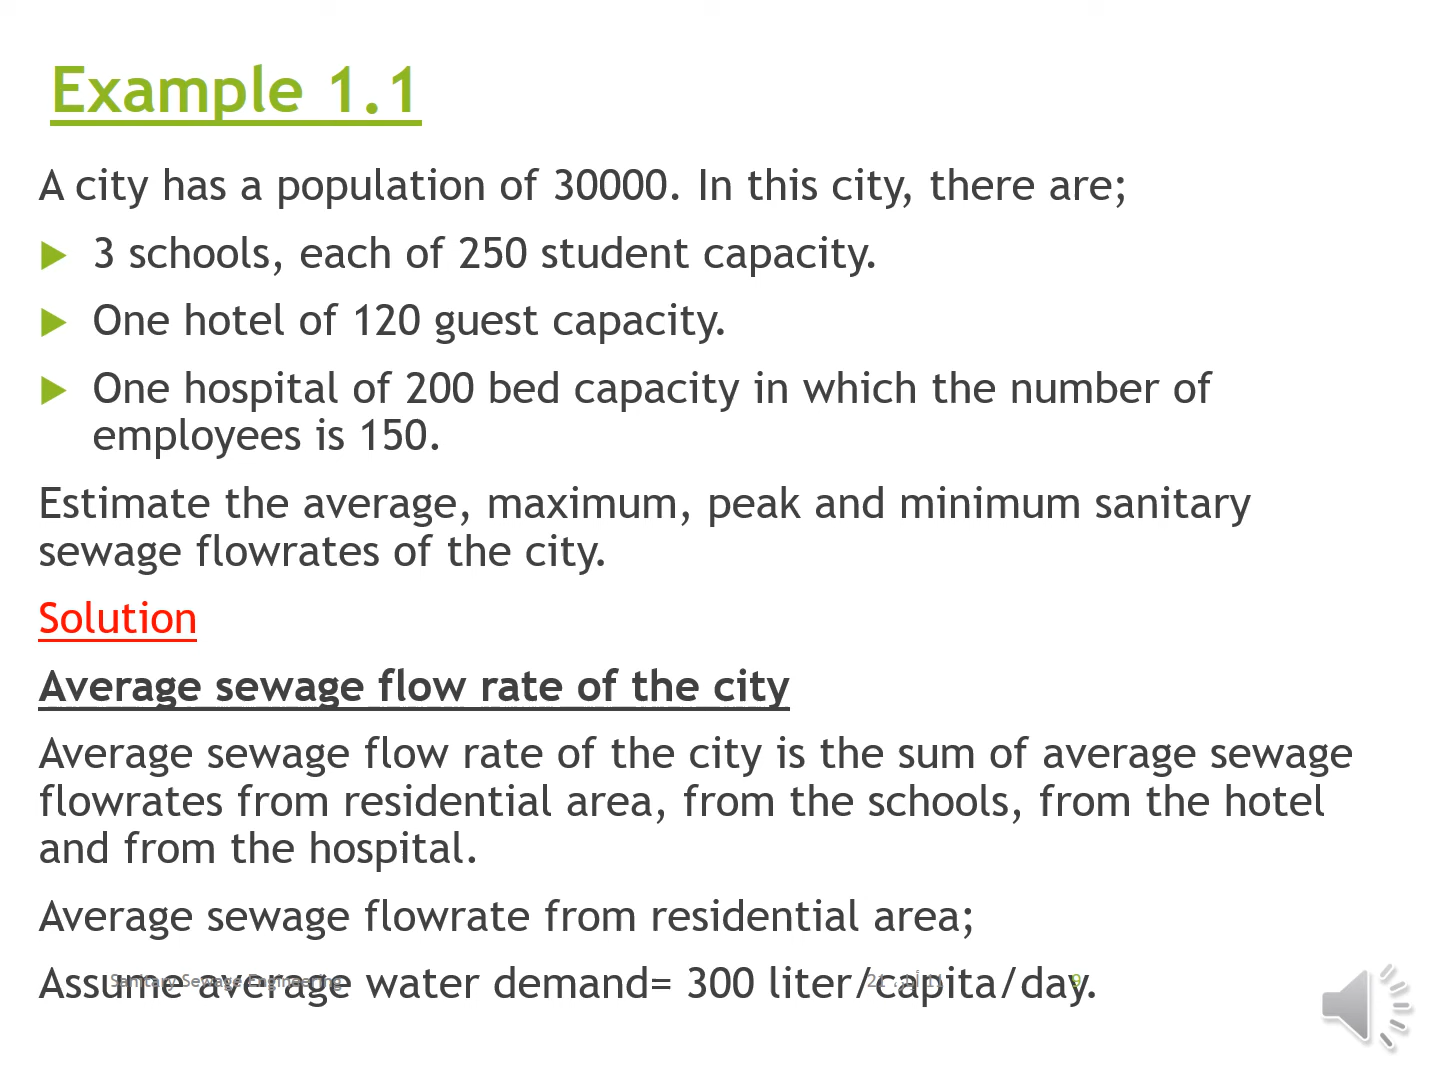 Example 1.1
A city has a population of 30000. In this city, there are;
3 schools, each of 250 student capacity.
One hotel of 120 guest capacity.
One hospital of 200 bed capacity in which the number of
employees is 150.
Estimate the average, maximum, peak and minimum sanitary
sewage flowrates of the city.
Solution
Average sewage flow rate of the city
Average sewage flow rate of the city is the sum of average sewage
flowrates from residential area, from the schools, from the hotel
and from the hospital.
Average sewage flowrate from residential area;
Assume average water demand= 300 liter/capita/day.
Sanitary Sewage Engineering
9